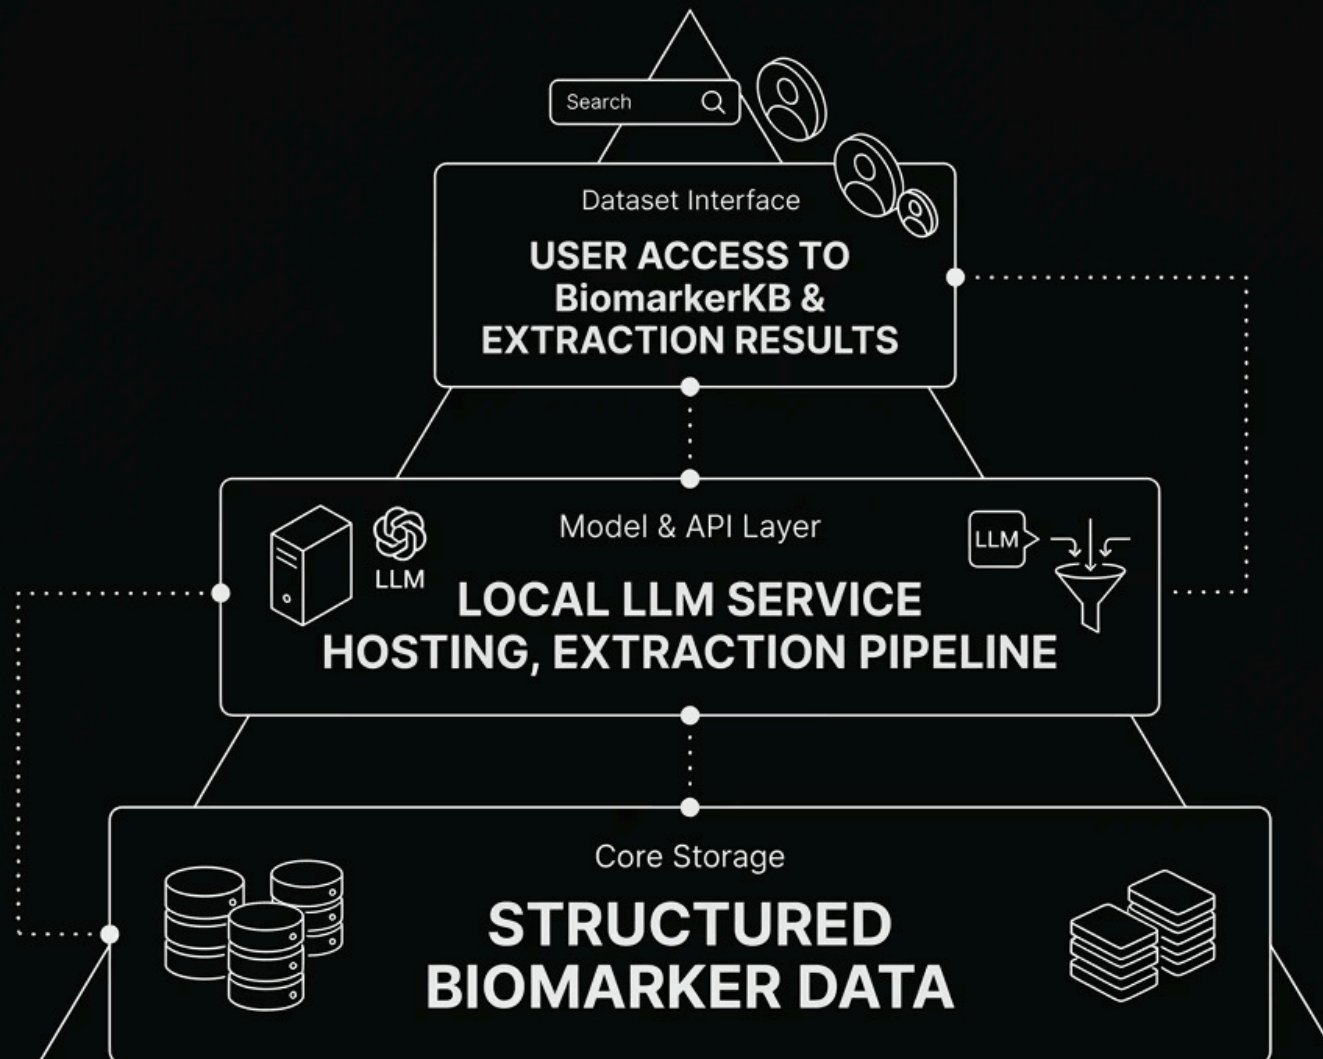 Search
Dataset Interface
USER ACCESS TO
BiomarkerKB &
EXTRACTION RESULTS
Model & API Layer
LLM
LLM
LOCAL LLM SERVICE
HOSTING, EXTRACTION PIPELINE
Core Storage
STRUCTURED
BIOMARKER DATA